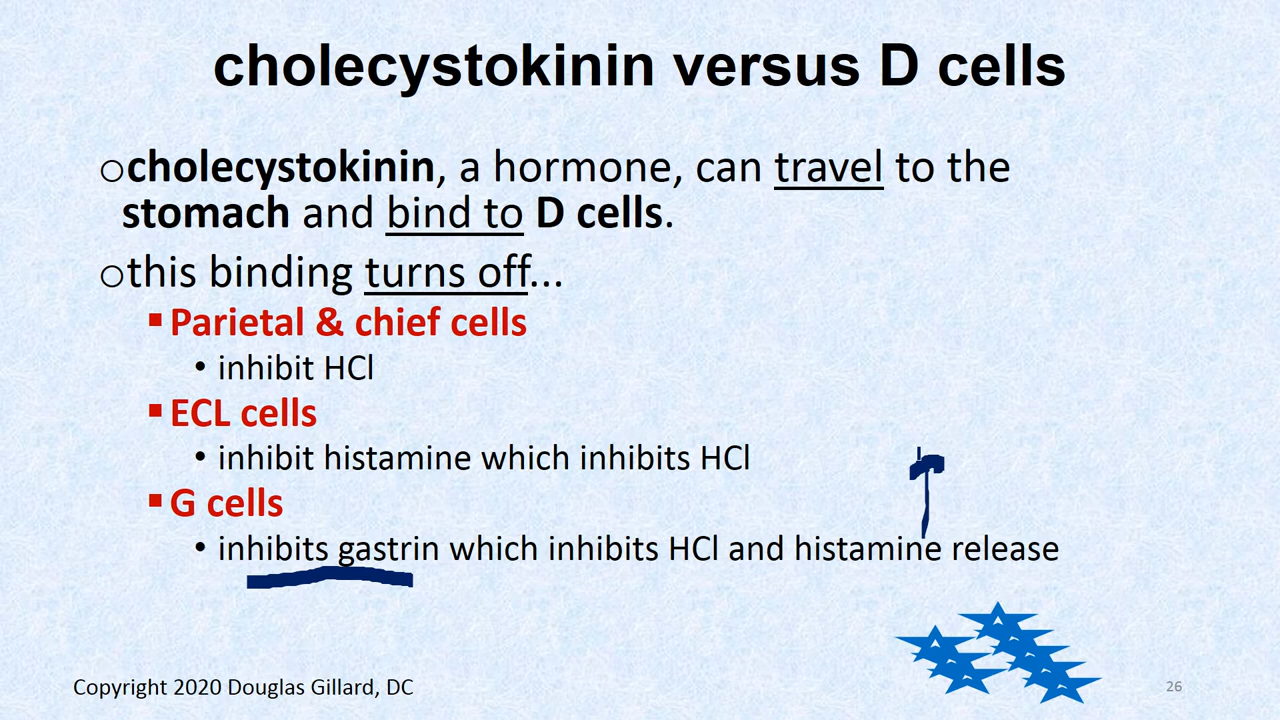 cholecystokinin versus D cells
○cholecystokinin, a hormone, can travel to the
stomach and bind to D cells.
○this binding turns off...
▪Parietal & chief cells
• inhibit HCl
▪ECL cells
• inhibit histamine which inhibits HCl
▪G cells
• inhibits gastrin which inhibits HCl and histamine release
Copyright 2020 Douglas Gillard, DC
26